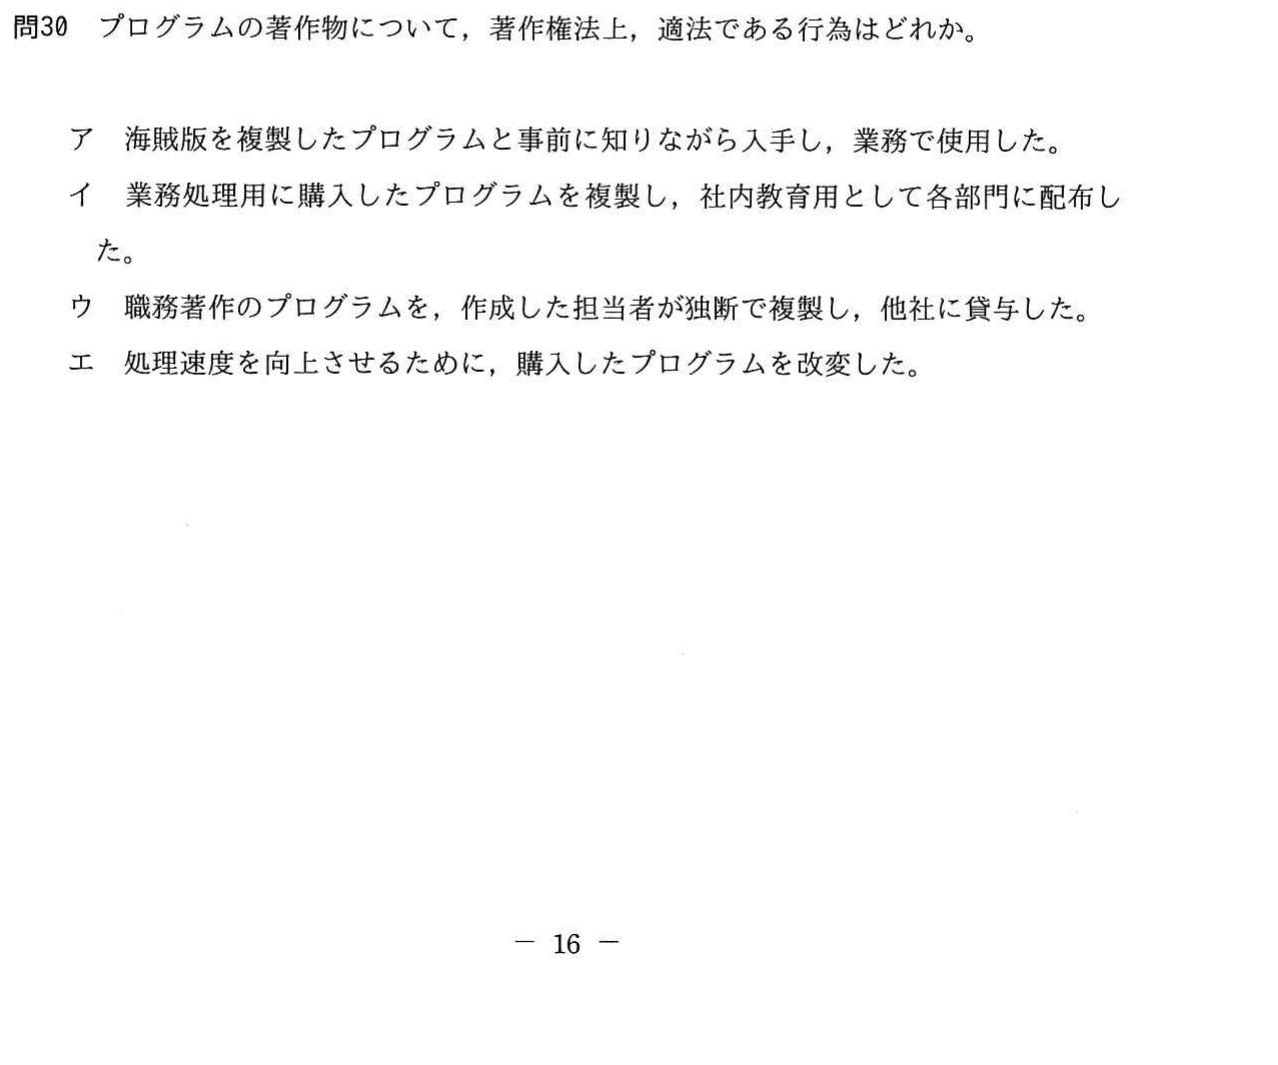 問30　プログラムの著作物について，著作権法上，適法である行為はどれか。
ア　海賊版を複製したプログラムと事前に知りながら入手し，業務で使用した。
イ　業務処理用に購入したプログラムを複製し，社内教育用として各部門に配布し
た。
ウ　職務著作のプログラムを，作成した担当者が独断で複製し，他社に貸与した。
エ　処理速度を向上させるために，購入したプログラムを改変した。
－ 16 －